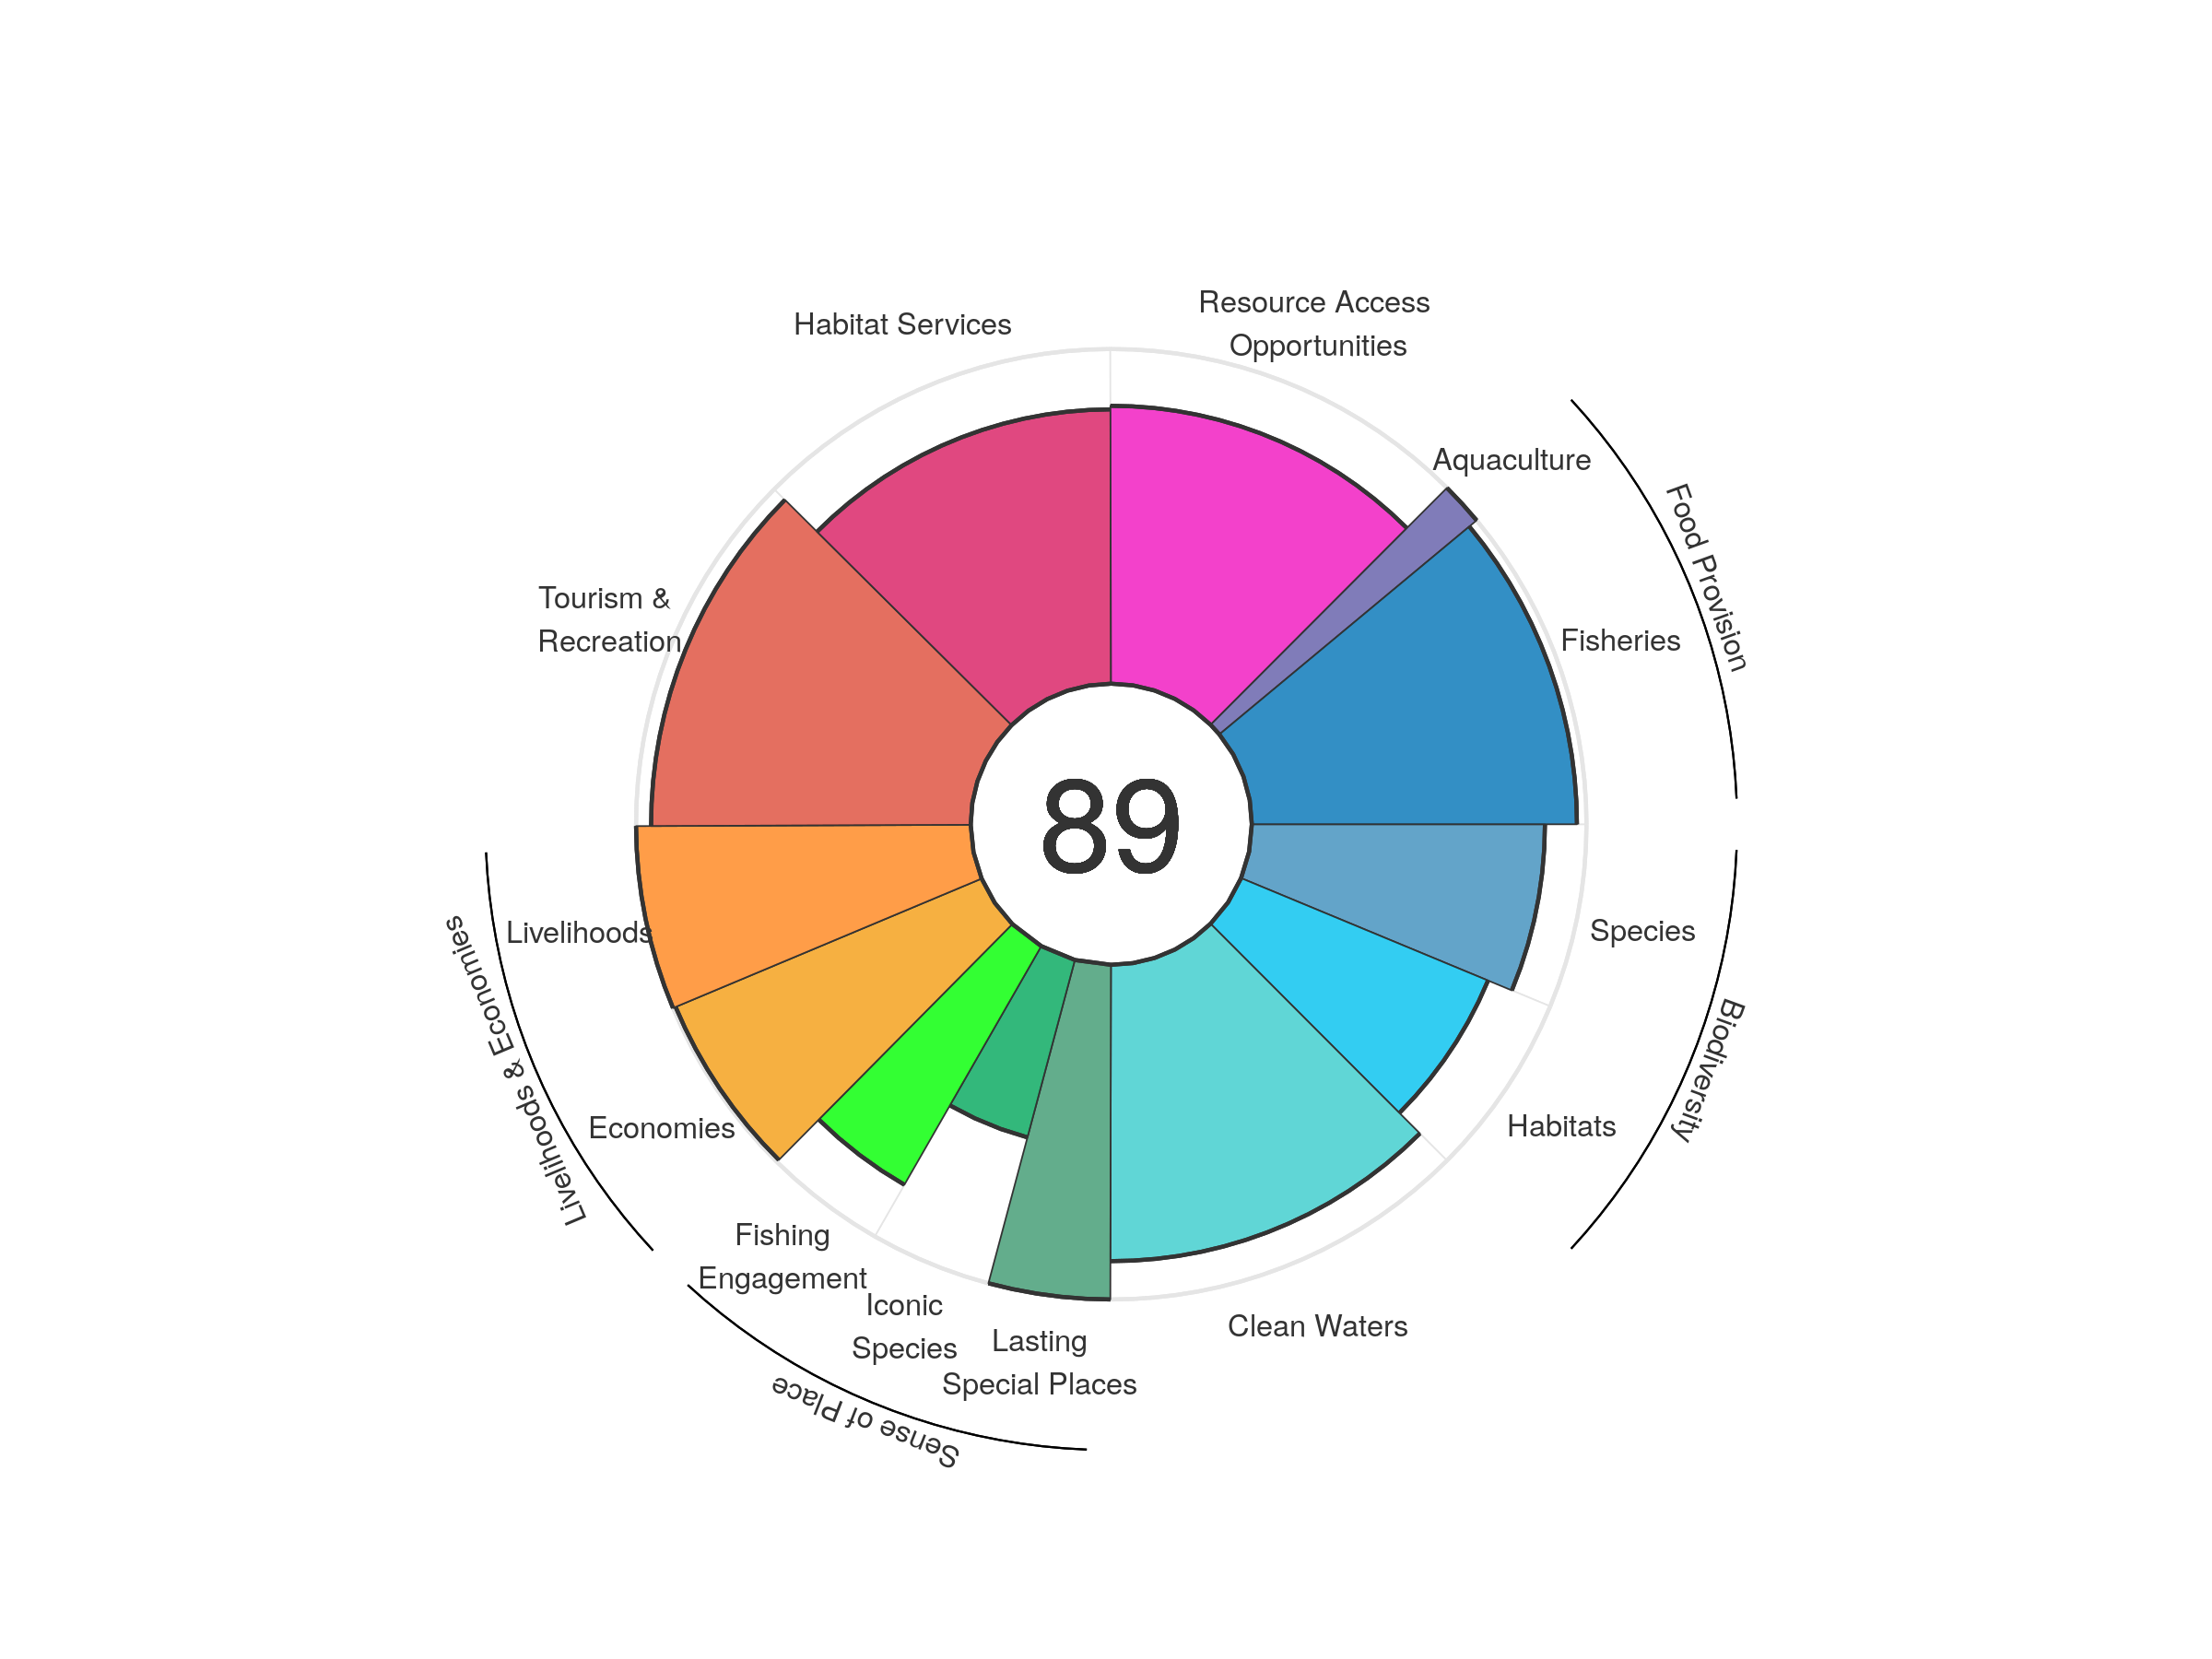 Habitat Services
Resource Access
Opportunities
Aquaculture
Food Provision
Fisheries
Tourism &
Recreation
89
Livelihoods
Species
Livelihoods & Economies
Biodiversity
Economies
Habitats
Fishing
Engagement
Iconic
Species
Lasting
Special Places
Clean Waters
Sense of Place